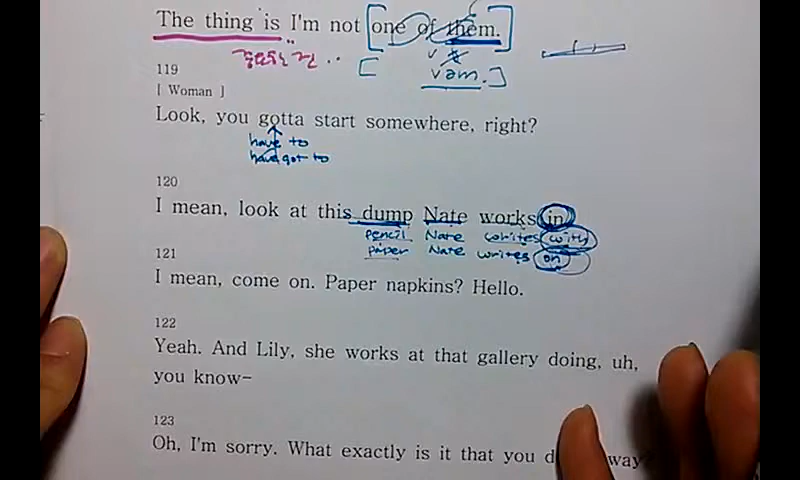 The thing is I'm not [one of them.]
중요한 건 ..
[vəm.]
119
[ Woman ]
Look, you gotta start somewhere, right?
have to
have got to
120
I mean, look at this dump Nate works in
pencil Nate writes with
paper Nate writes on
121
I mean, come on. Paper napkins? Hello.
122
Yeah. And Lily, she works at that gallery doing, uh,
you know-
123
Oh, I'm sorry. What exactly is it that you way